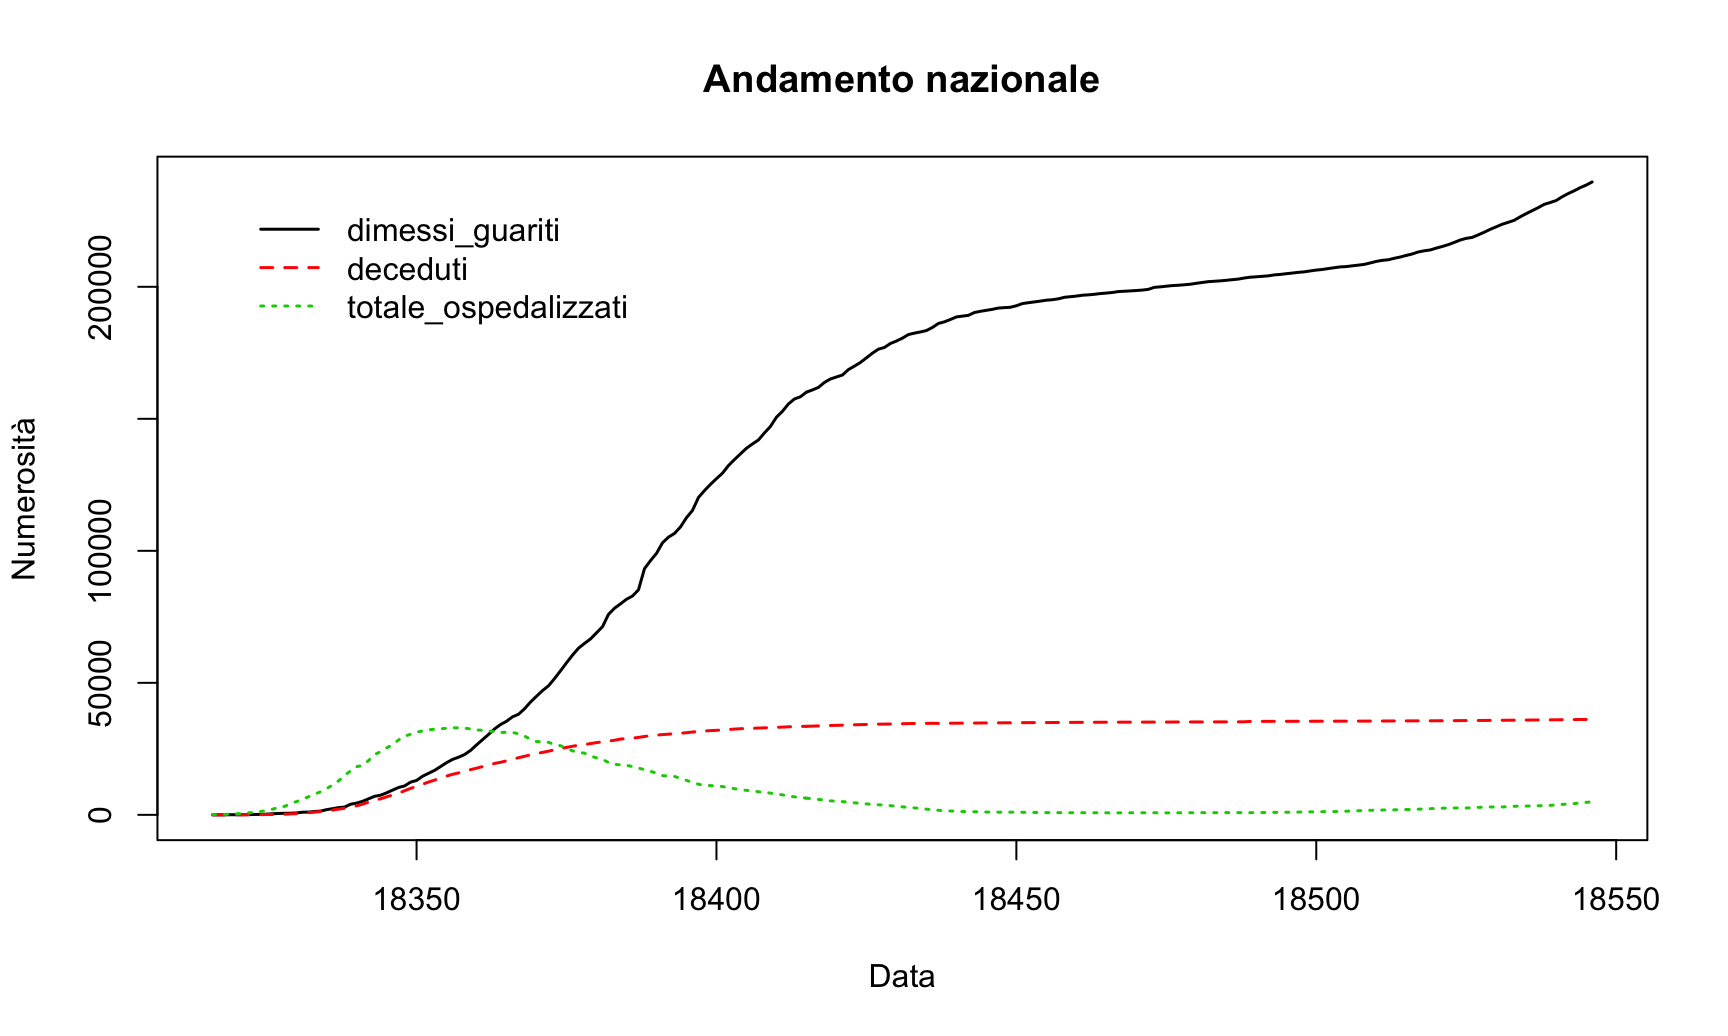 Andamento nazionale
dimessi_guariti
deceduti
totale_ospedalizzati
Numerosità
200000
100000
50000
0
18350 18400 18450 18500 18550
Data